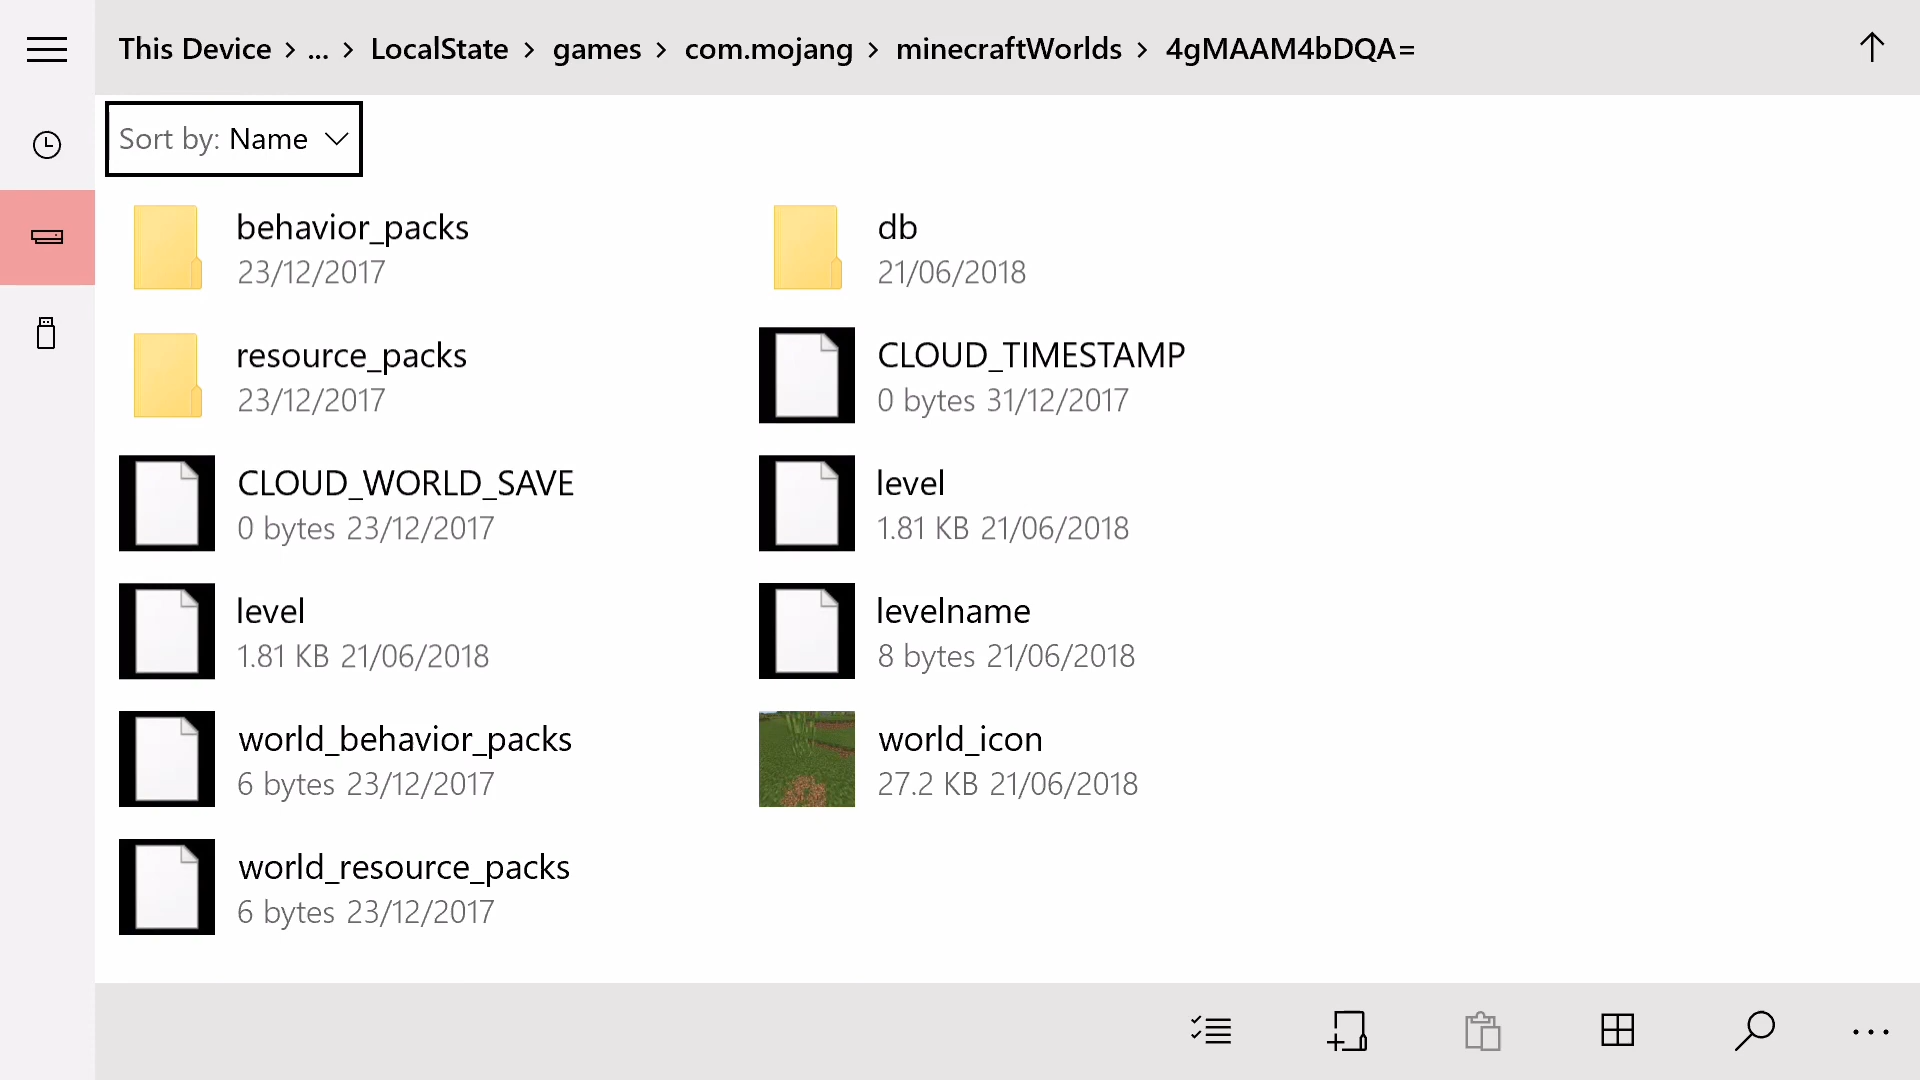 This Device > ... > LocalState > games > com.mojang > minecraftWorlds > 4gMAAM4bDQA=
Sort by: Name
behavior_packs
23/12/2017
db
21/06/2018
resource_packs
23/12/2017
CLOUD_TIMESTAMP
0 bytes 31/12/2017
CLOUD_WORLD_SAVE
0 bytes 23/12/2017
level
1.81 KB 21/06/2018
level
1.81 KB 21/06/2018
levelname
8 bytes 21/06/2018
world_behavior_packs
6 bytes 23/12/2017
world_icon
27.2 KB 21/06/2018
world_resource_packs
6 bytes 23/12/2017